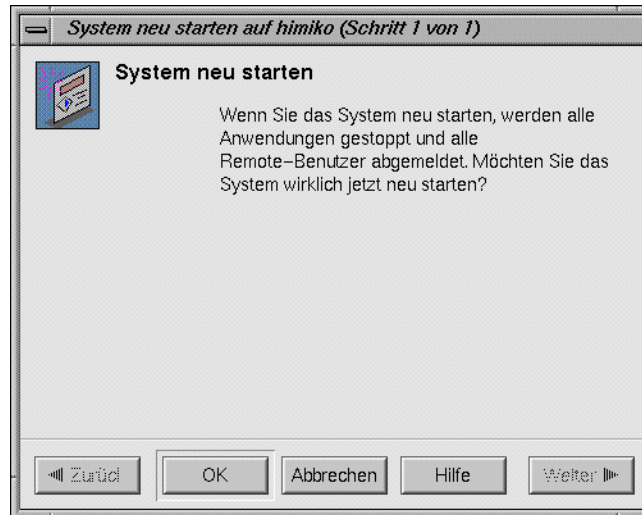 System neu starten auf himiko (Schritt 1 von 1)
System neu starten
Wenn Sie das System neu starten, werden alle
Anwendungen gestoppt und alle
Remote-Benutzer abgemeldet. Möchten Sie das
System wirklich jetzt neu starten?
Zurück
OK
Abbrechen
Hilfe
Weiter